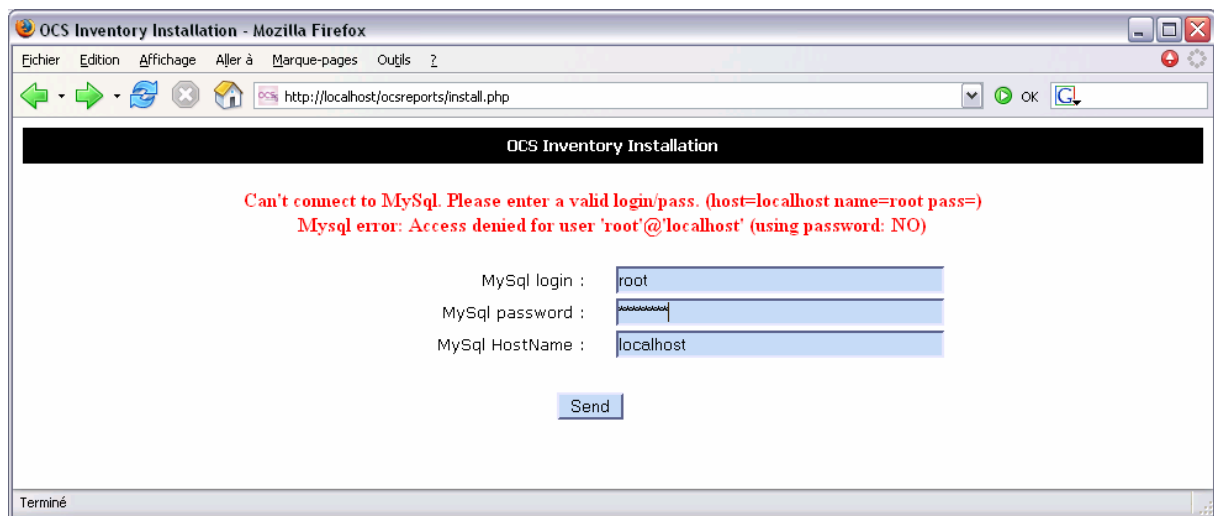 OCS Inventory Installation - Mozilla Firefox
Fichier Edition Affichage Aller à Marque-pages Outils ?
OCS http://localhost/ocsreports/install.php OK G
OCS Inventory Installation
Can't connect to MySql. Please enter a valid login/pass. (host=localhost name=root pass=)
Mysql error: Access denied for user 'root'@'localhost' (using password: NO)
MySql login : root
MySql password : *********
MySql HostName : localhost
Send
Terminé